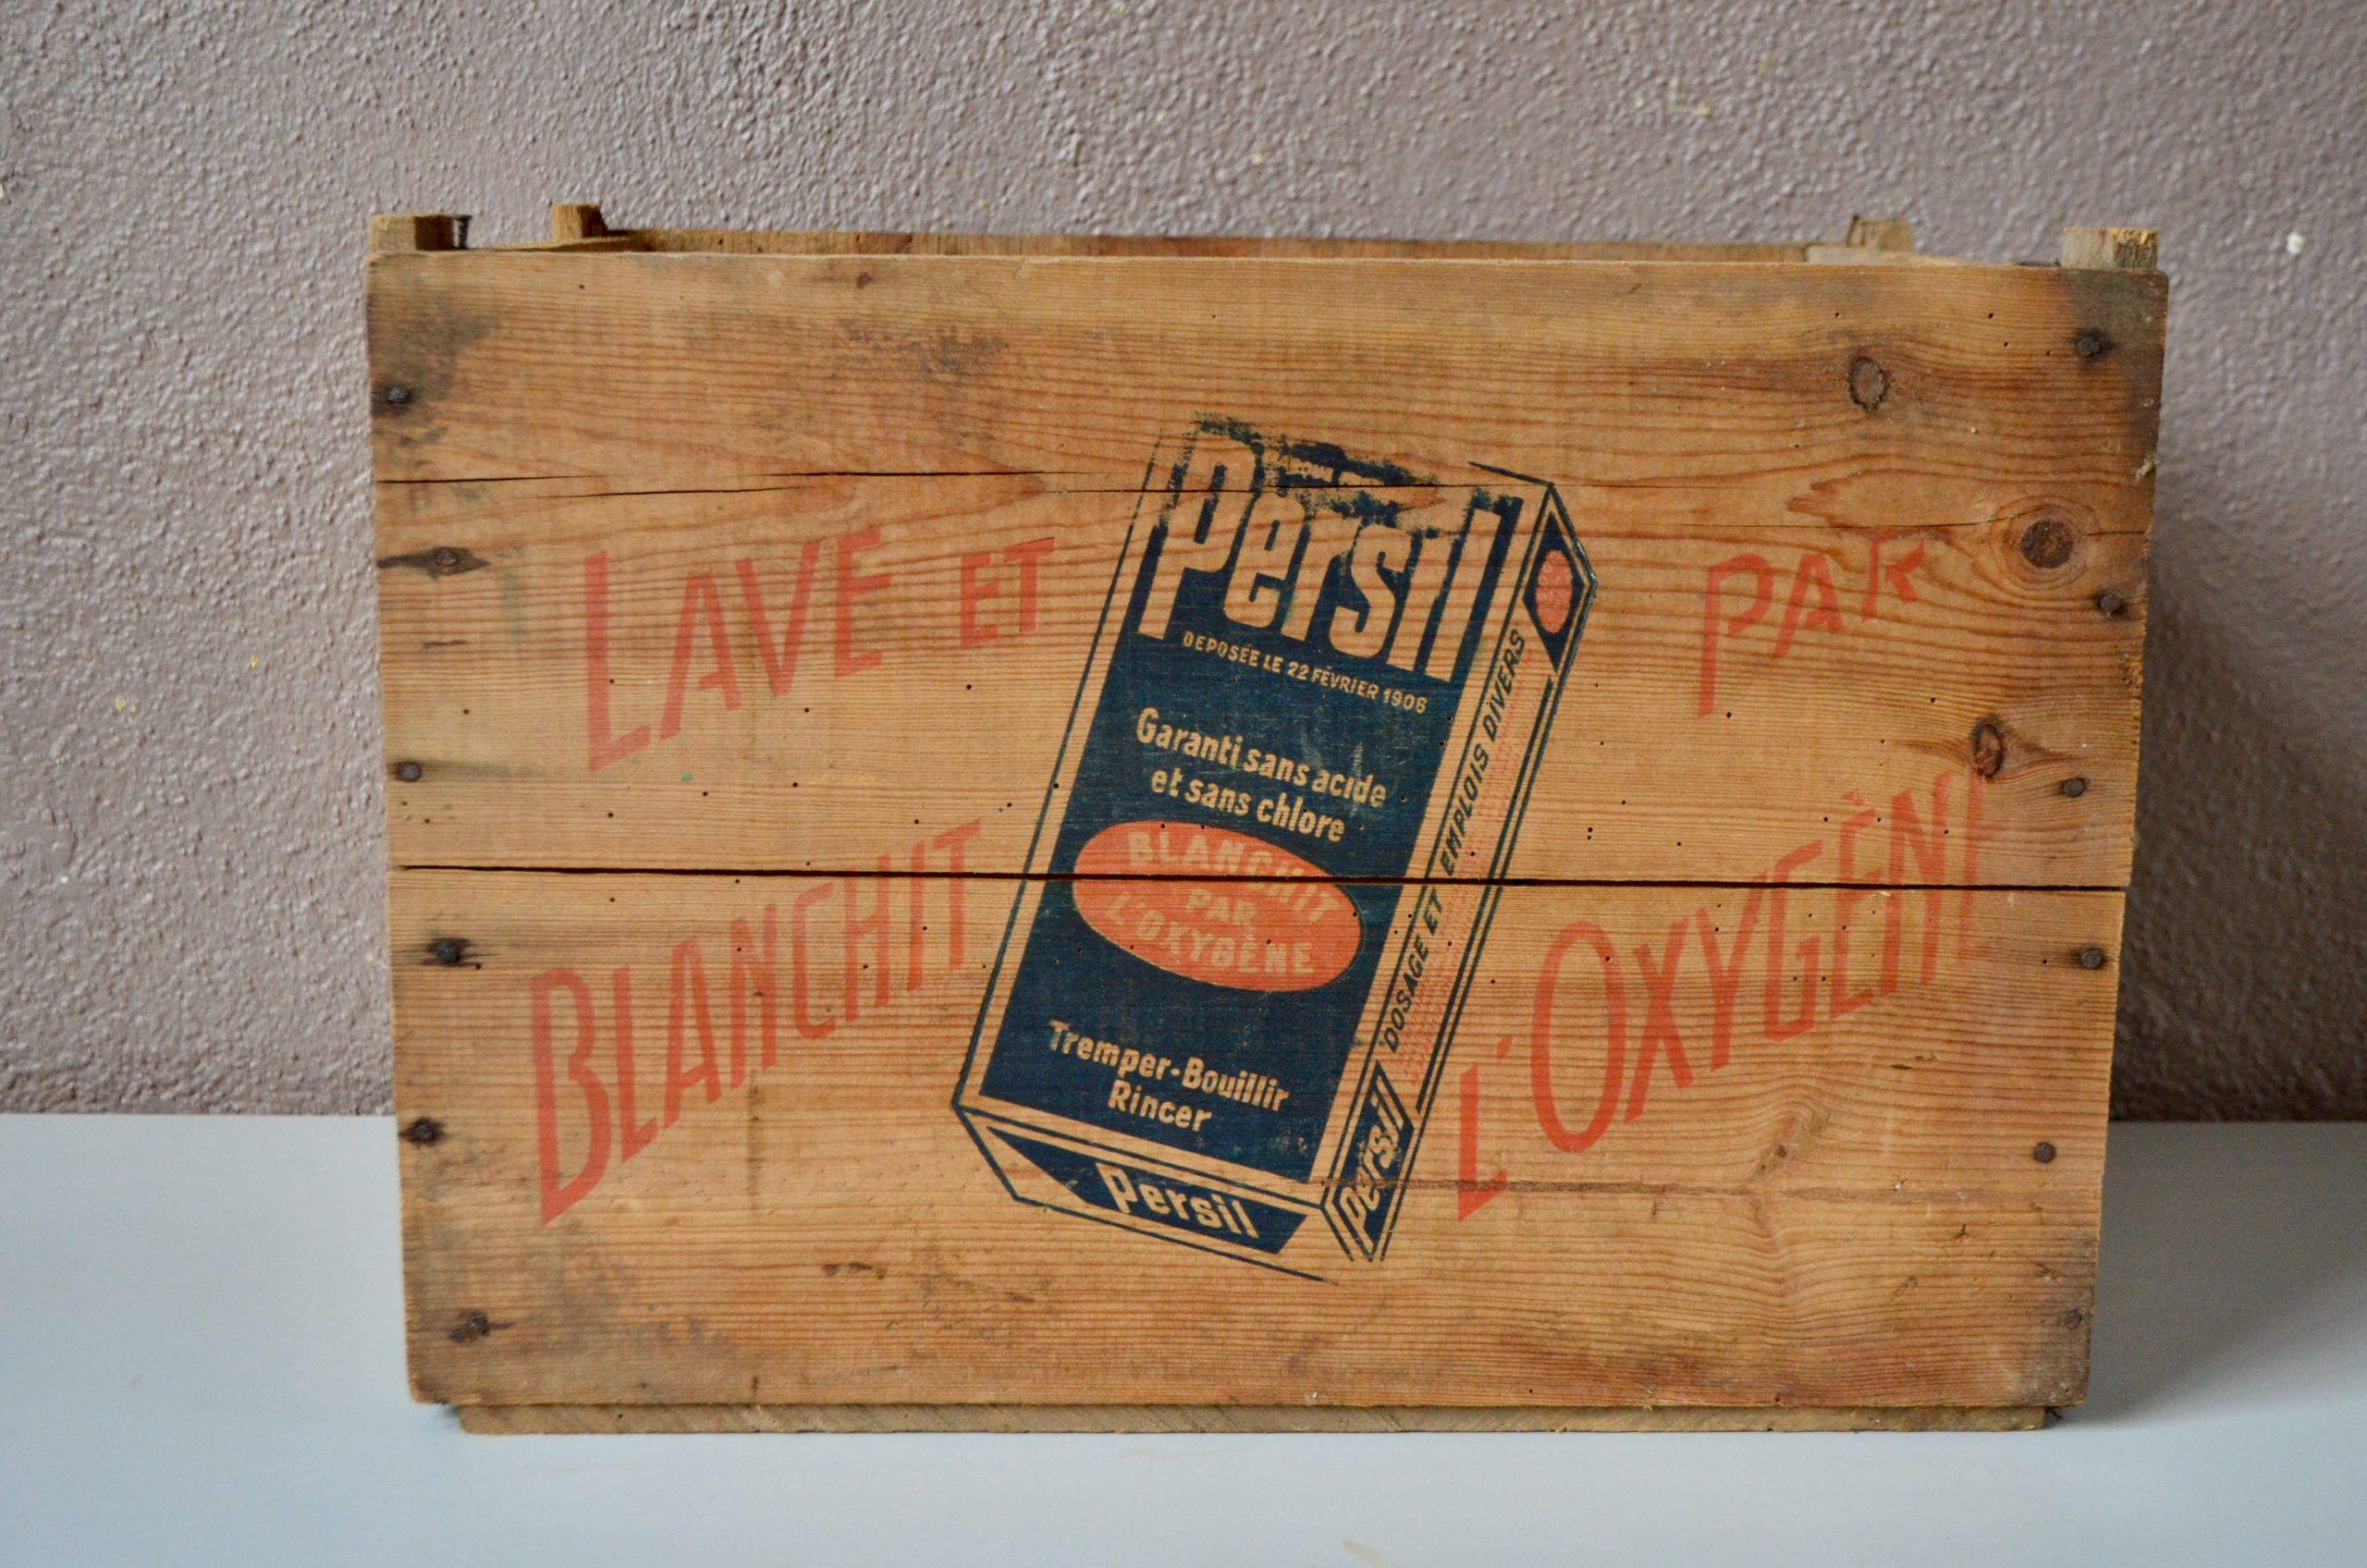 LAVE ET
BLANCHIT
PAR
L'OXYGÈNE
Persil
DEPOSÉE LE 22 FÉVRIER 1906
Garanti sans acide
et sans chlore
BLANCHIT
PAR
L'OXYGÈNE
Tremper-Bouillir
Rincer
Persil
DOSAGE ET EMPLOIS DIVERS
Persil